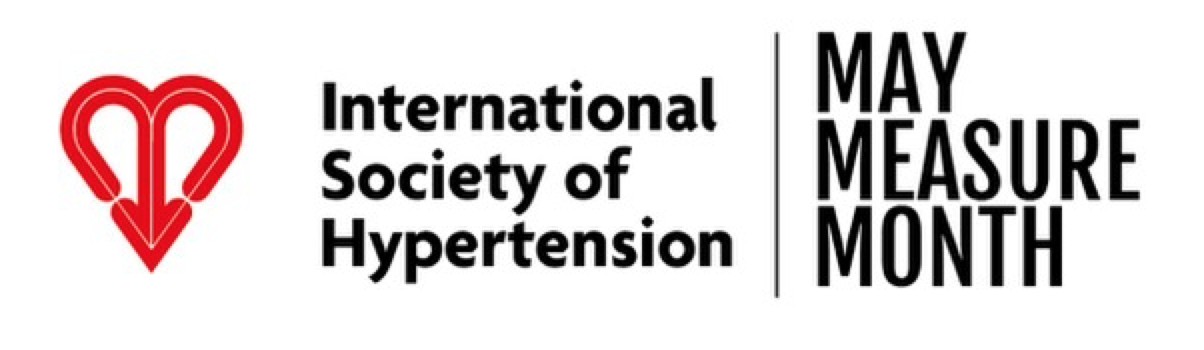 International
Society of
Hypertension
MAY
MEASURE
MONTH